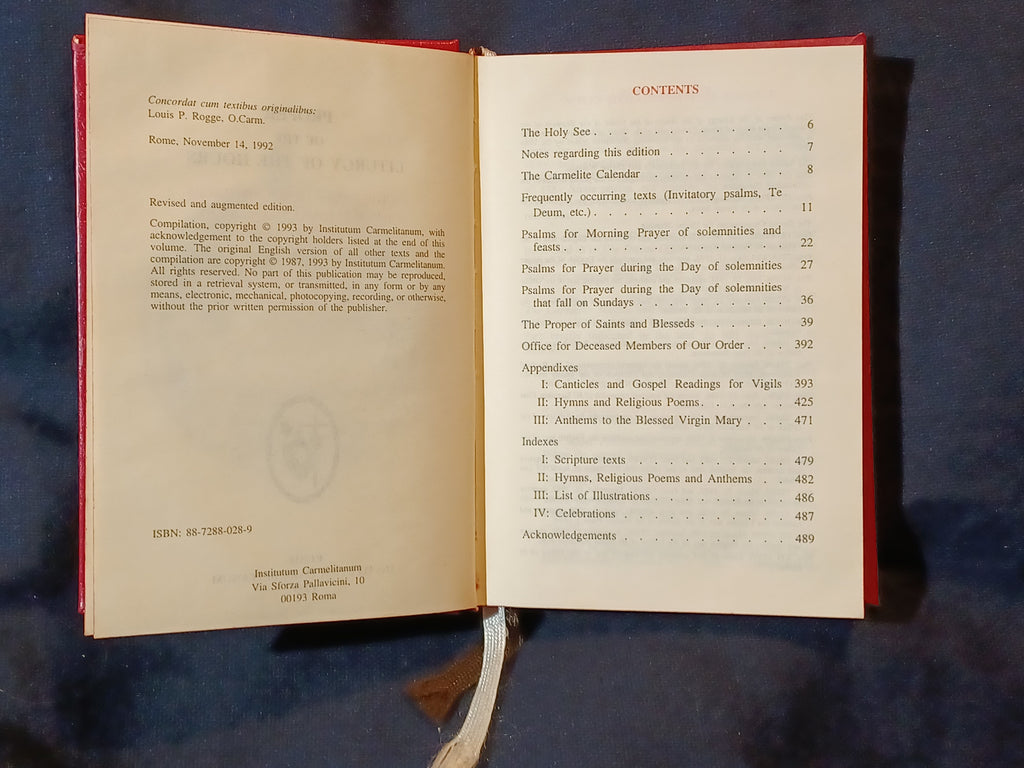 Concordat cum textibus originalibus:
Louis P. Rogge, O.Carm.
Rome, November 14, 1992
Revised and augmented edition.
Compilation, copyright © 1993 by Institutum Carmelitanum, with
acknowledgement to the copyright holders listed at the end of this
volume. The original English version of all other texts and the
compilation are copyright © 1987, 1993 by Institutum Carmelitanum.
All rights reserved. No part of this publication may be reproduced,
stored in a retrieval system, or transmitted, in any form or by any
means, electronic, mechanical, photocopying, recording, or otherwise,
without the prior written permission of the publisher.
ISBN: 88-7288-028-9
Institutum Carmelitanum
Via Sforza Pallavicini, 10
00193 Roma
CONTENTS
The Holy See . . . . . . . . . . . 6
Notes regarding this edition . . . . . . . 7
The Carmelite Calendar . . . . . . . . 8
Frequently occurring texts (Invitatory psalms, Te
Deum, etc.) . . . . . . . . . . . 11
Psalms for Morning Prayer of solemnities and
feasts . . . . . . . . . . . . . 22
Psalms for Prayer during the Day of solemnities 27
Psalms for Prayer during the Day of solemnities
that fall on Sundays . . . . . . . . 36
The Proper of Saints and Blesseds . . . . . 39
Office for Deceased Members of Our Order . . . 392
Appendixes
I: Canticles and Gospel Readings for Vigils 393
II: Hymns and Religious Poems . . . . . . 425
III: Anthems to the Blessed Virgin Mary . . . 471
Indexes
I: Scripture texts . . . . . . . . . 479
II: Hymns, Religious Poems and Anthems . . 482
III: List of Illustrations . . . . . . . . 486
IV: Celebrations . . . . . . . . . . 487
Acknowledgements . . . . . . . . . . 489